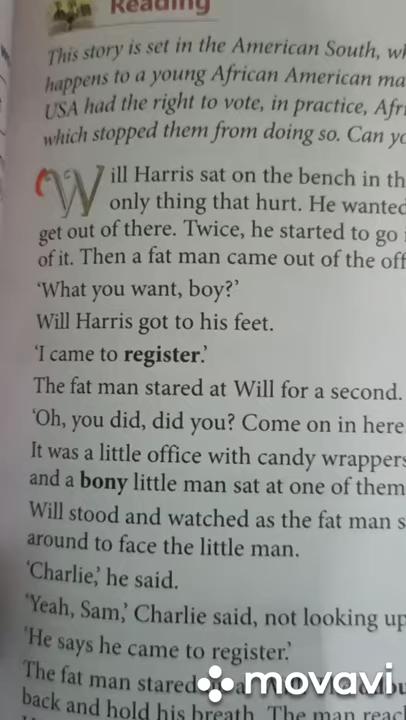 Reading
This story is set in the American South, wh
happens to a young African American ma
USA had the right to vote, in practice, Afri
which stopped them from doing so. Can yo
Will Harris sat on the bench in th
only thing that hurt. He wanted
get out of there. Twice, he started to go
of it. Then a fat man came out of the off
‘What you want, boy?’
Will Harris got to his feet.
‘I came to register.’
The fat man stared at Will for a second.
‘Oh, you did, did you? Come on in here
It was a little office with candy wrappers
and a bony little man sat at one of them
Will stood and watched as the fat man s
around to face the little man.
‘Charlie,’ he said.
‘Yeah, Sam,’ Charlie said, not looking up
‘He says he came to register.’
The fat man stared
back and hold his breath. The man reac
movavi